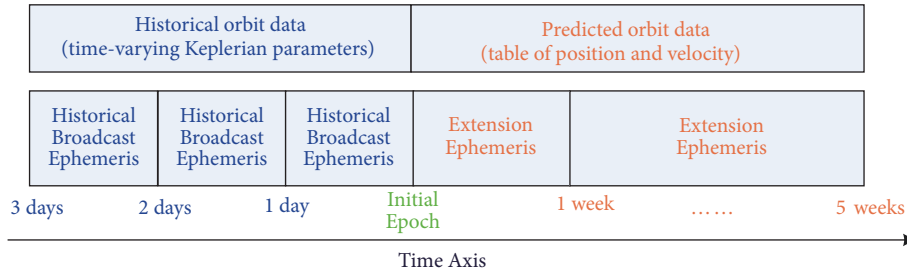 Historical orbit data
(time-varying Keplerian parameters)
Predicted orbit data
(table of position and velocity)
Historical
Broadcast
Ephemeris
Historical
Broadcast
Ephemeris
Historical
Broadcast
Ephemeris
Extension
Ephemeris
Extension
Ephemeris
3 days
2 days
1 day
Initial
Epoch
1 week
... ...
5 weeks
Time Axis